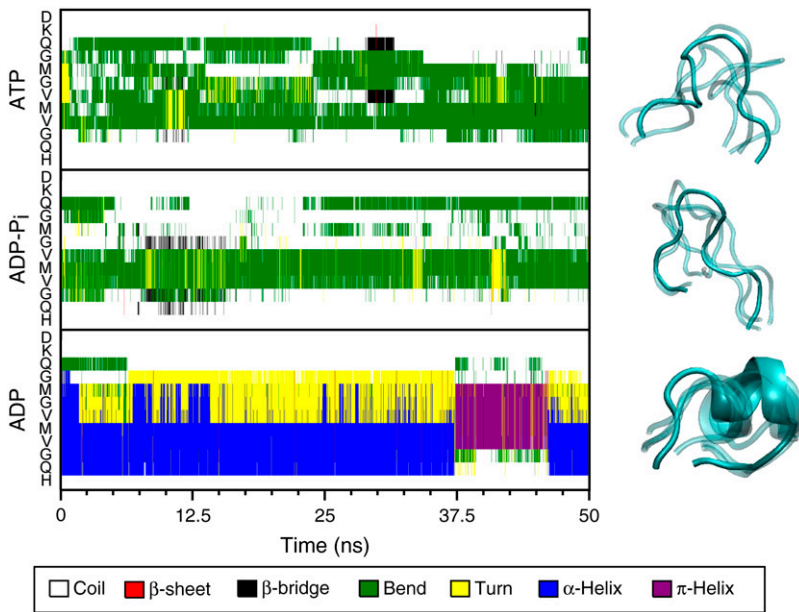 ATP
D
K
Q
G
M
G
V
M
V
G
Q
H
ADP-Pi
D
K
Q
G
M
G
V
M
V
G
Q
H
ADP
D
K
Q
G
M
G
V
M
V
G
Q
H
0 12.5 25 37.5 50
Time (ns)
Coil β-sheet β-bridge Bend Turn α-Helix π-Helix